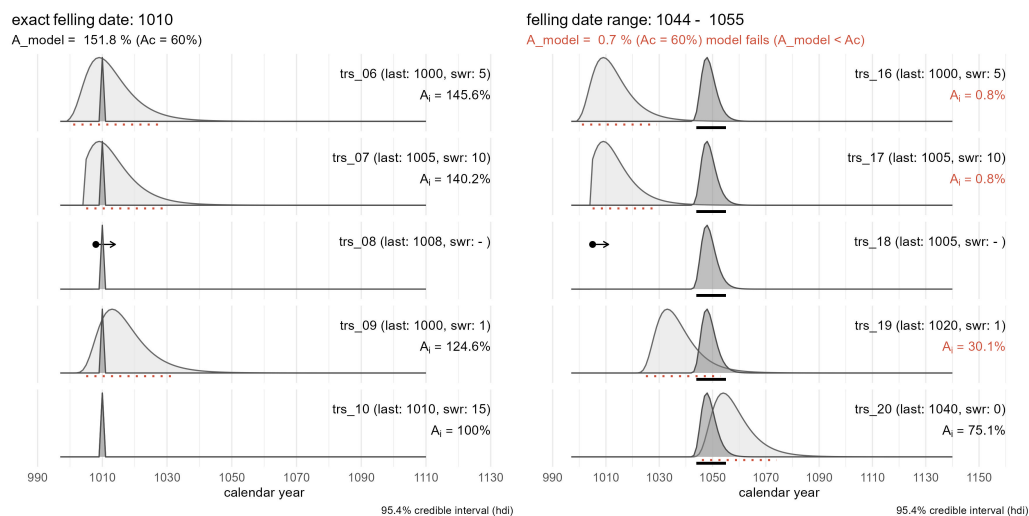 exact felling date: 1010
A_model =  151.8 % (Ac = 60%)
trs_06 (last: 1000, swr: 5)
Ai = 145.6%
trs_07 (last: 1005, swr: 10)
Ai = 140.2%
trs_08 (last: 1008, swr: - )
trs_09 (last: 1000, swr: 1)
Ai = 124.6%
trs_10 (last: 1010, swr: 15)
Ai = 100%
990 1010 1030 1050 1070 1090 1110 1130
calendar year
95.4% credible interval (hdi)
felling date range: 1044 -  1055
A_model =  0.7 % (Ac = 60%) model fails (A_model < Ac)
trs_16 (last: 1000, swr: 5)
Ai = 0.8%
trs_17 (last: 1005, swr: 10)
Ai = 0.8%
trs_18 (last: 1005, swr: - )
trs_19 (last: 1020, swr: 1)
Ai = 30.1%
trs_20 (last: 1040, swr: 0)
Ai = 75.1%
990 1010 1030 1050 1070 1090 1110 1130 1150
calendar year
95.4% credible interval (hdi)